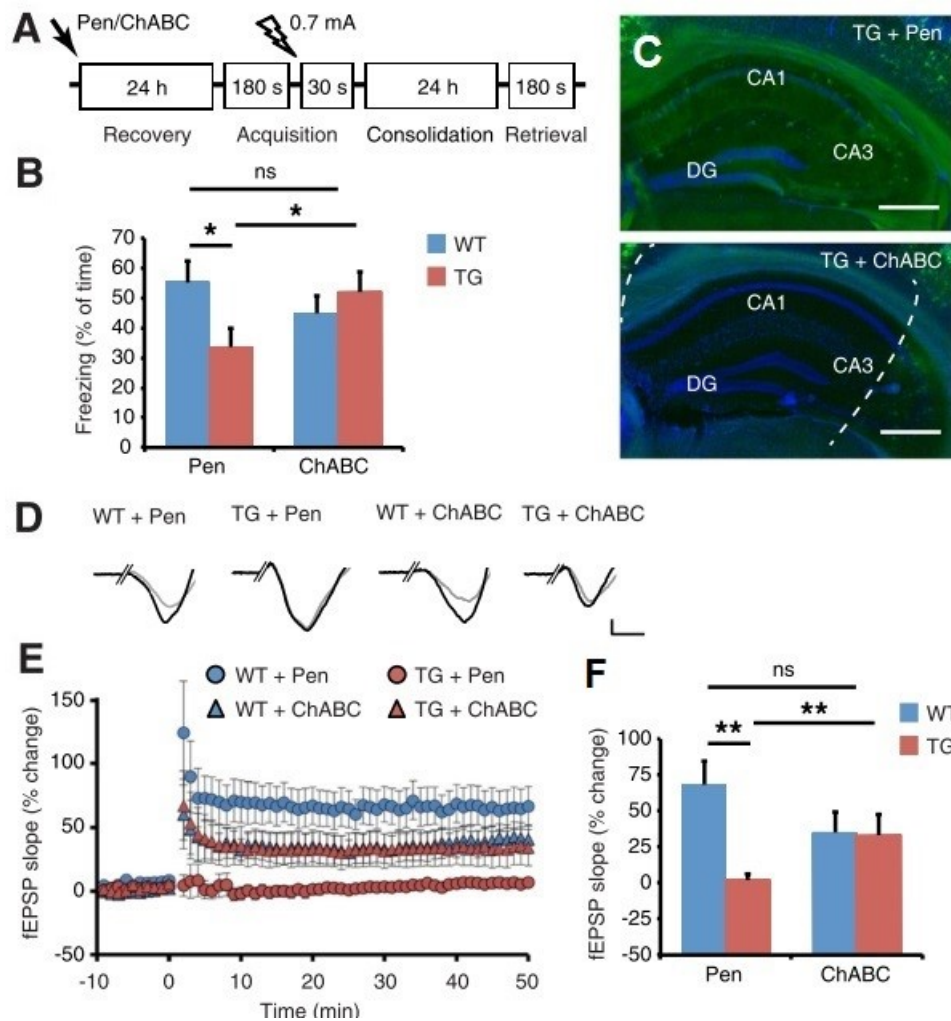 A
Pen/ChABC
0.7 mA
24 h
180 s
30 s
24 h
180 s
Recovery
Acquisition
Consolidation
Retrieval
B
ns
*
*
Freezing (% of time)
70
60
50
40
30
20
10
0
Pen
ChABC
WT
TG
C
TG + Pen
CA1
CA3
DG
TG + ChABC
CA1
CA3
DG
D
WT + Pen
TG + Pen
WT + ChABC
TG + ChABC
E
WT + Pen
TG + Pen
WT + ChABC
TG + ChABC
fEPSP slope (% change)
150
100
50
0
-50
-10
0
10
20
30
40
50
Time (min)
F
ns
**
**
WT
TG
fEPSP slope (% change)
100
75
50
25
0
-25
50
Pen
ChABC